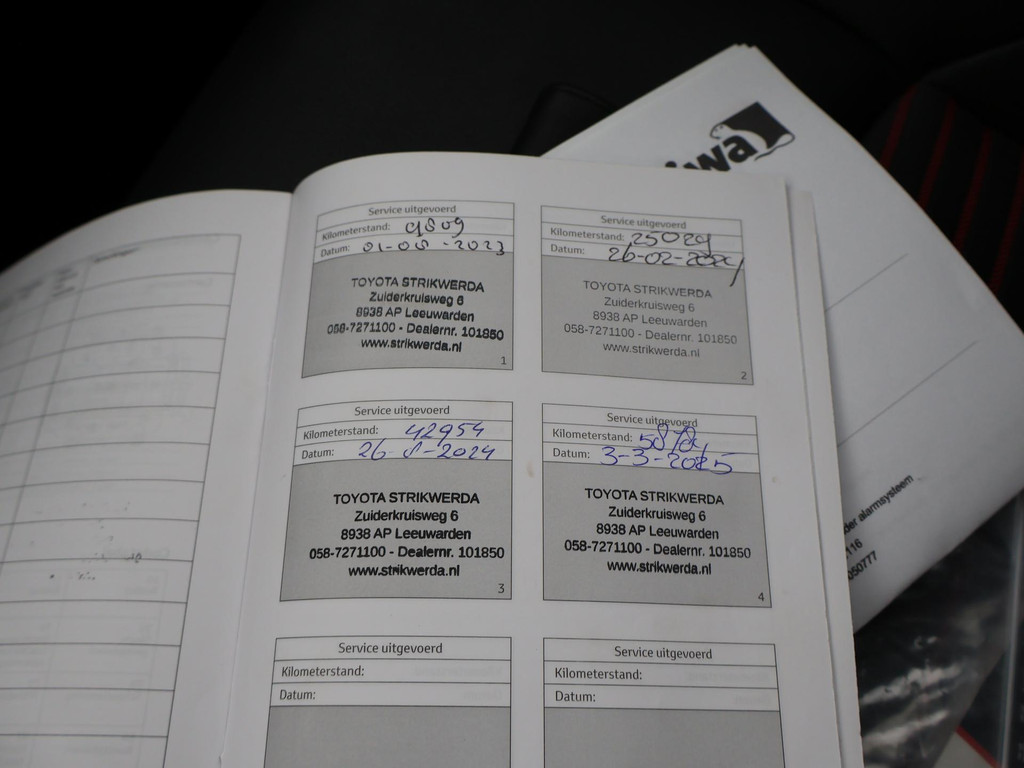 Service uitgevoerd
Kilometerstand: 9809
Datum: 01-08-2023
TOYOTA STRIKWERDA
Zuiderkruisweg 6
8938 AP Leeuwarden
058-7271100 - Dealernr. 101850
www.strikwerda.nl
1
Service uitgevoerd
Kilometerstand: 25029
Datum: 26-02-2024
TOYOTA STRIKWERDA
Zuiderkruisweg 6
8938 AP Leeuwarden
058-7271100 - Dealernr. 101850
www.strikwerda.nl
2
Service uitgevoerd
Kilometerstand: 42954
Datum: 26-8-2024
TOYOTA STRIKWERDA
Zuiderkruisweg 6
8938 AP Leeuwarden
058-7271100 - Dealernr. 101850
www.strikwerda.nl
3
Service uitgevoerd
Kilometerstand:
Datum: 3-3-2025
TOYOTA STRIKWERDA
Zuiderkruisweg 6
8938 AP Leeuwarden
058-7271100 - Dealernr. 101850
www.strikwerda.nl
4
Service uitgevoerd
Kilometerstand:
Datum:
Service uitgevoerd
Kilometerstand:
Datum:
alarmsysteem